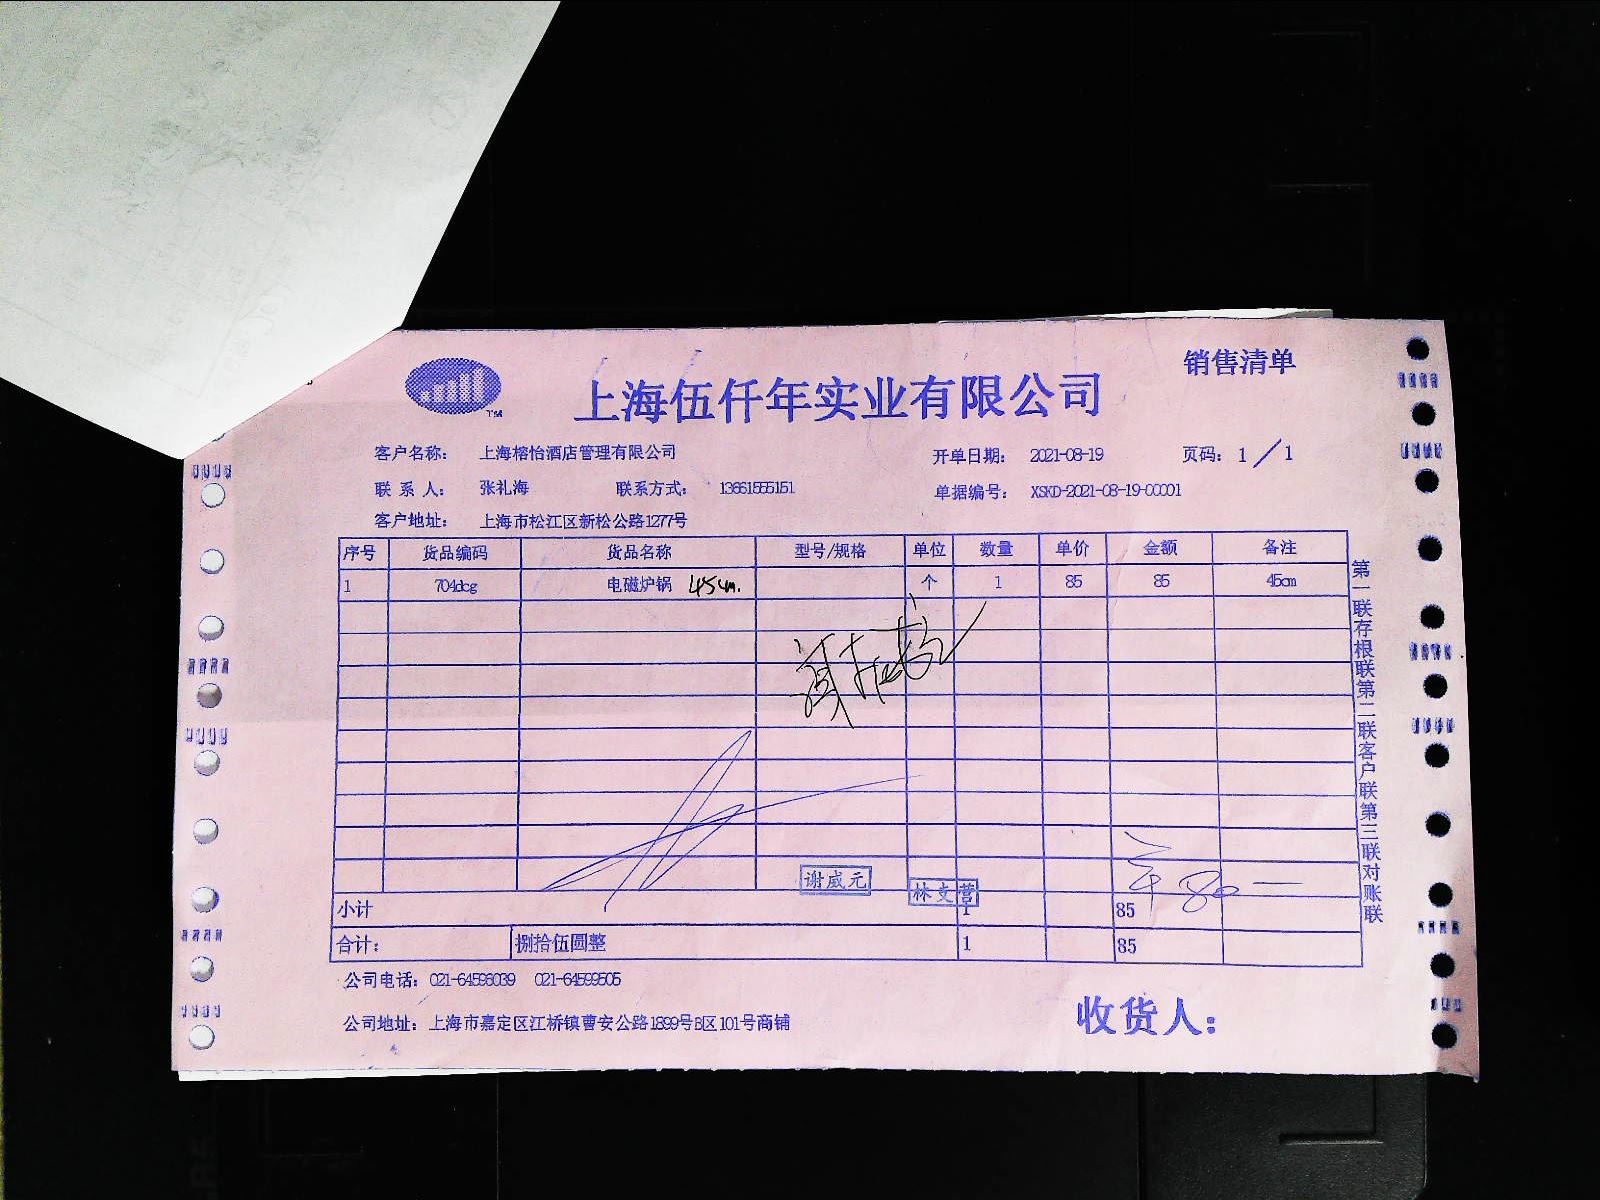 销售清单
TM
上海伍仟年实业有限公司
客户名称： 上海榕怡酒店管理有限公司 开单日期： 2021-08-19 页码：1／1
联 系 人： 张礼海 联系方式： 13661555151 单据编号： XSKD-2021-08-19-00001
客户地址： 上海市松江区新松公路1277号
序号 货品编码 货品名称 型号/规格 单位 数量 单价 金额 备注
1 704dcg 电磁炉锅 45cm. 个 1 85 85 45cm
谢威元
林文营
80
小计 1 85
合计： 捌拾伍圆整 1 85
公司电话：021-64596039 021-64599505
公司地址：上海市嘉定区江桥镇曹安公路1899号B区101号商铺
收货人：
第一联存根联第二联客户联第三联对账联